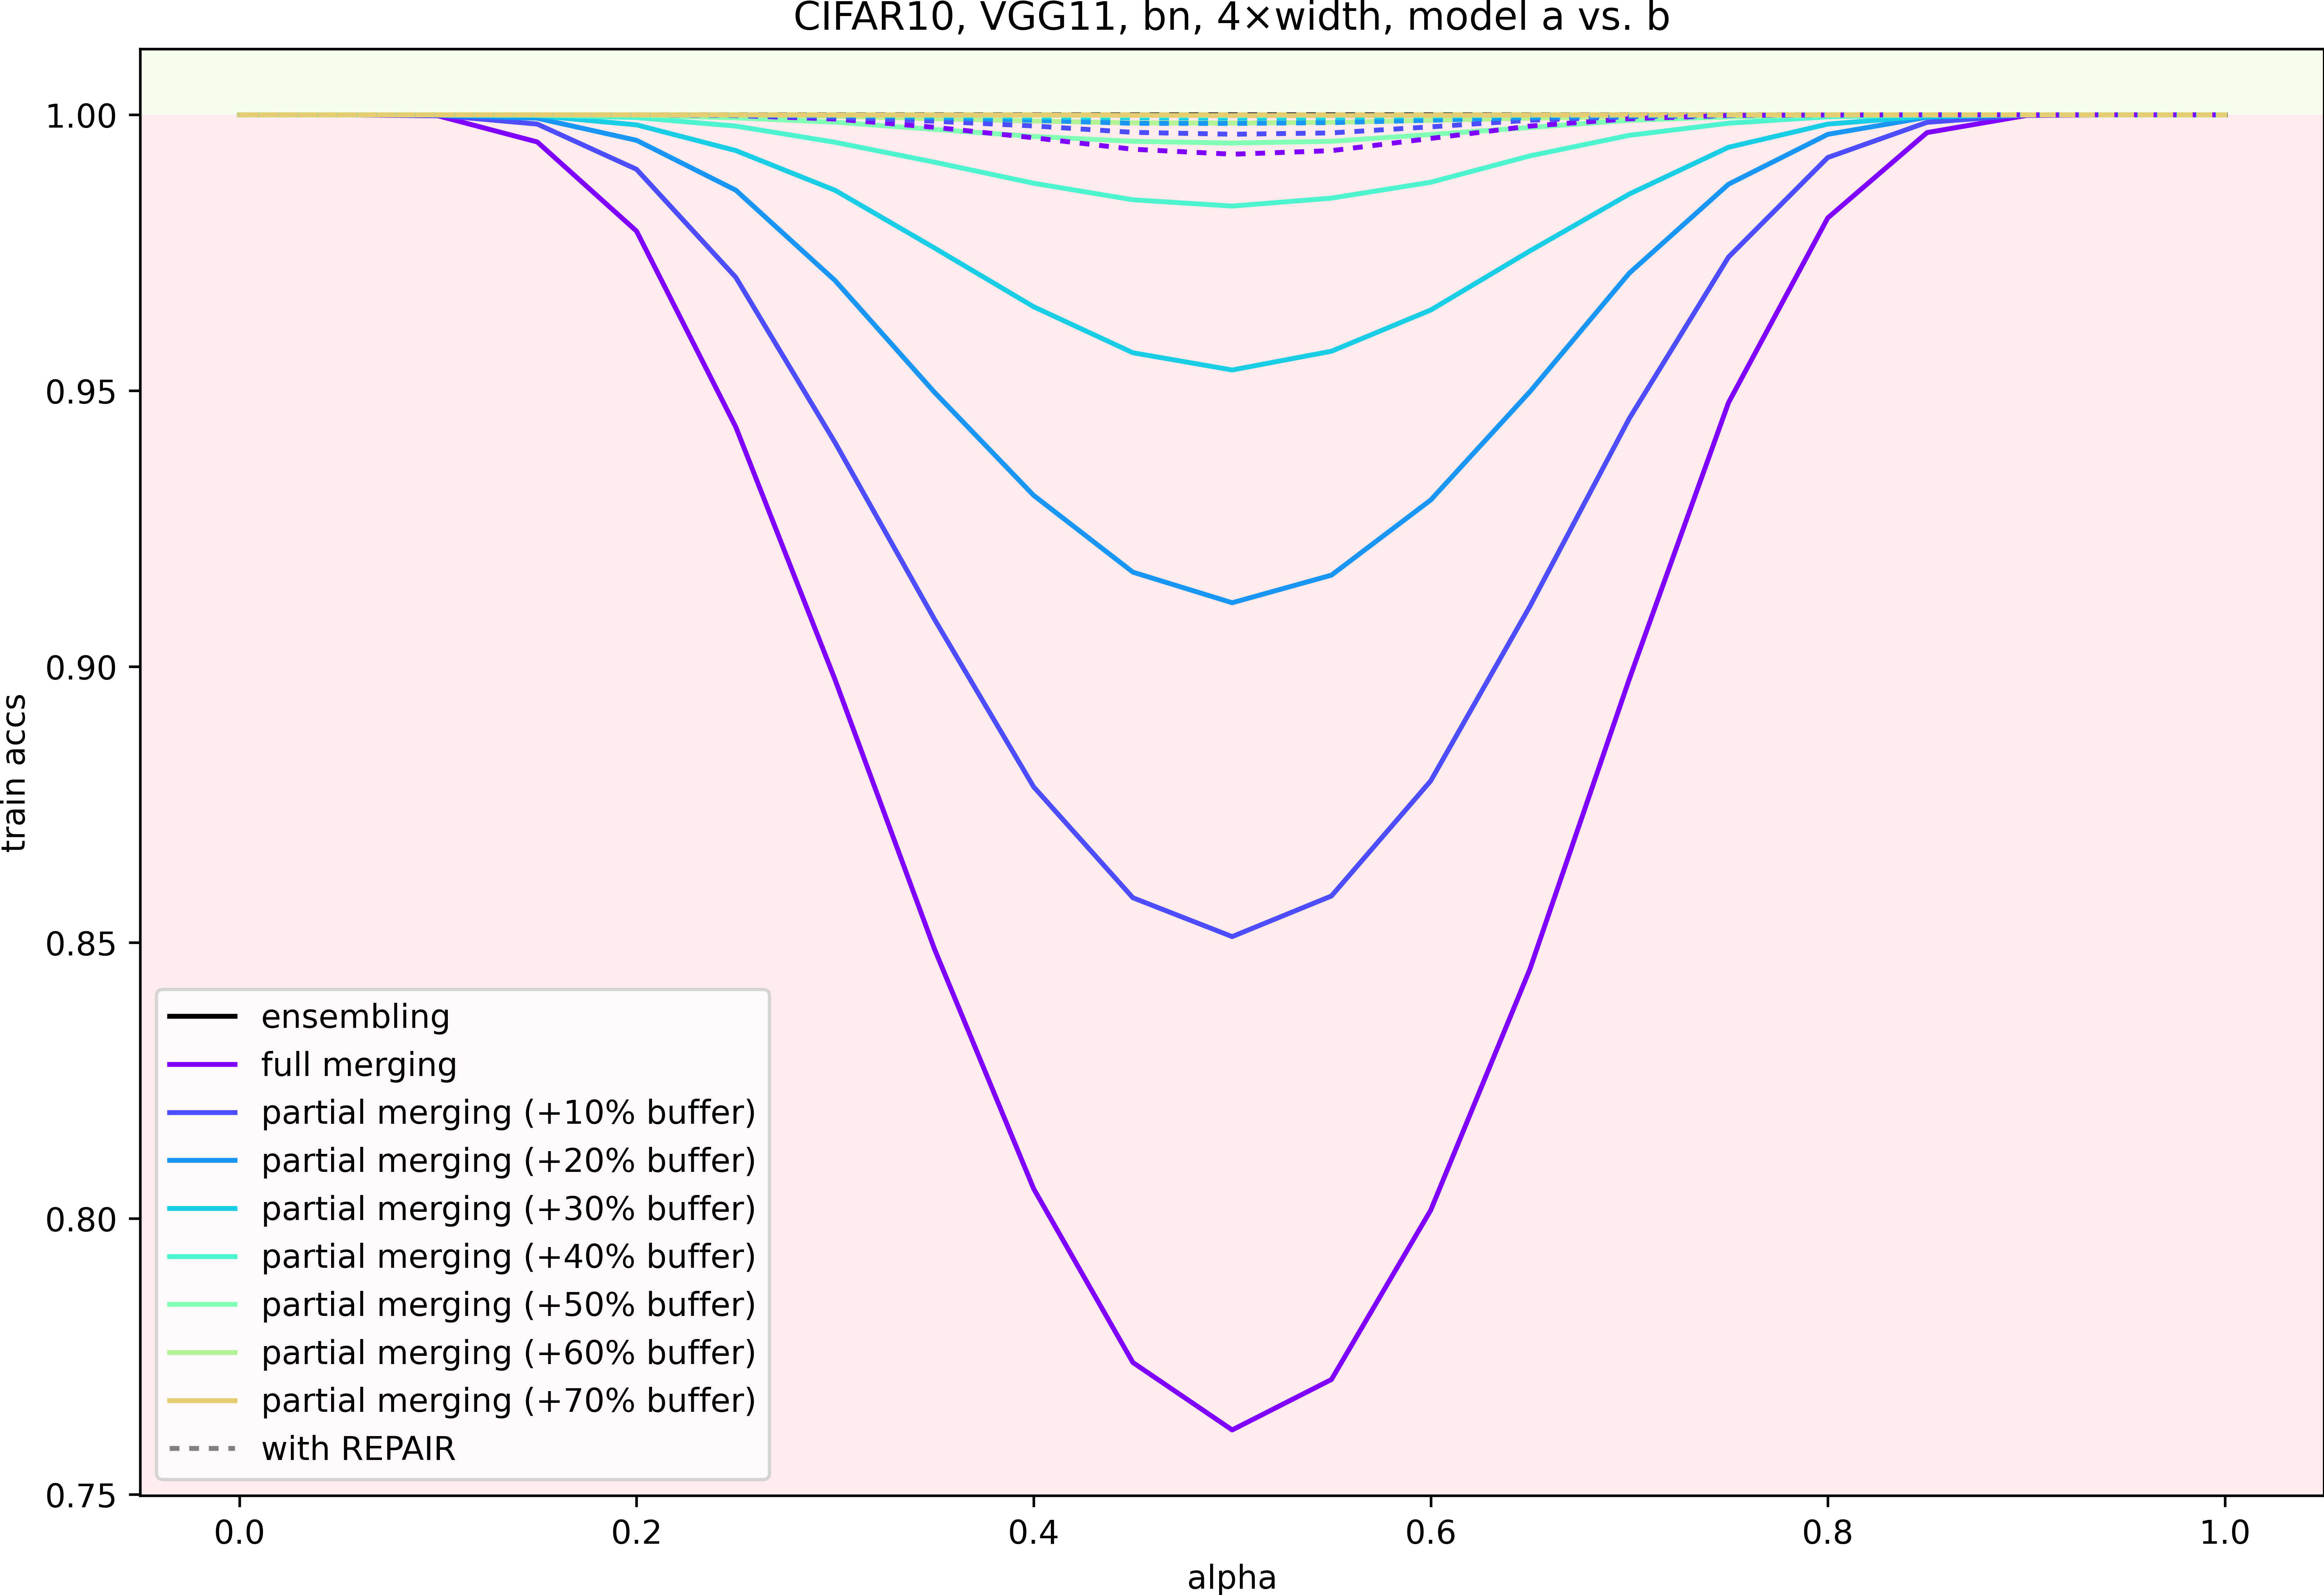 CIFAR10, VGG11, bn, 4×width, model a vs. b
train accs
1.00
0.95
0.90
0.85
0.80
0.75
ensembling
full merging
partial merging (+10% buffer)
partial merging (+20% buffer)
partial merging (+30% buffer)
partial merging (+40% buffer)
partial merging (+50% buffer)
partial merging (+60% buffer)
partial merging (+70% buffer)
with REPAIR
0.0 0.2 0.4 0.6 0.8 1.0
alpha